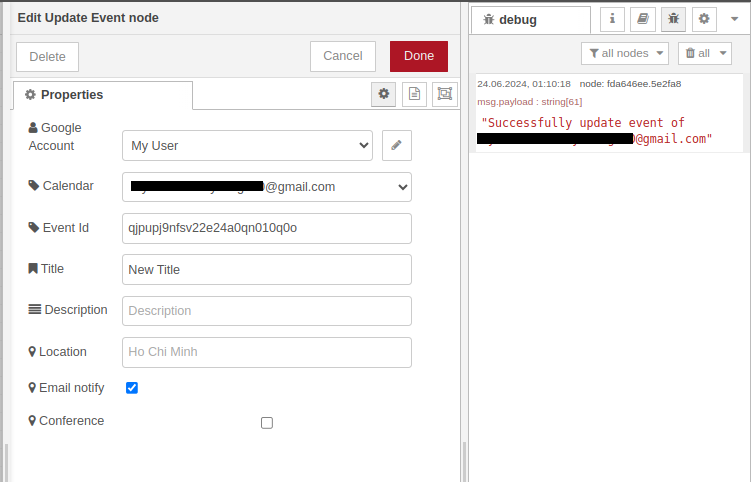 Edit Update Event node
Delete
Cancel
Done
Properties
Google Account
My User
Calendar
@gmail.com
Event Id
qjpupj9nfsv22e24a0qn010q0o
Title
New Title
Description
Description
Location
Ho Chi Minh
Email notify
Conference
debug
i
all nodes
all
24.06.2024, 01:10:18 node: fda646ee.5e2fa8
msg.payload : string[61]
"Successfully update event of
@gmail.com"